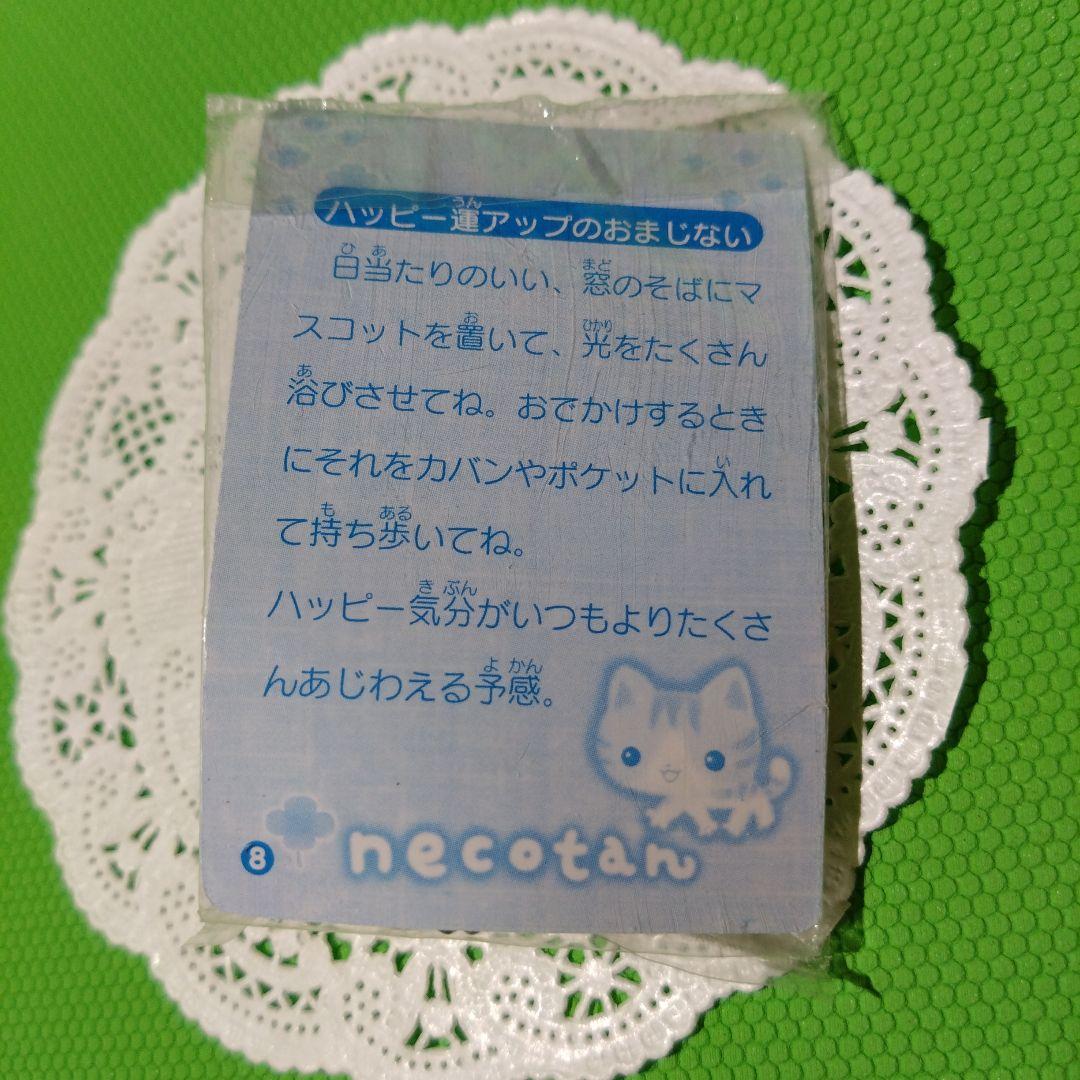 ハッピー運アップのおまじない
日当たりのいい、窓のそばにマ
スコットを置いて、光をたくさん
浴びさせてね。おでかけするとき
にそれをカバンやポケットに入れ
て持ち歩いてね。
ハッピー気分がいつもよりたくさ
んあじわえる予感。
necotan
8